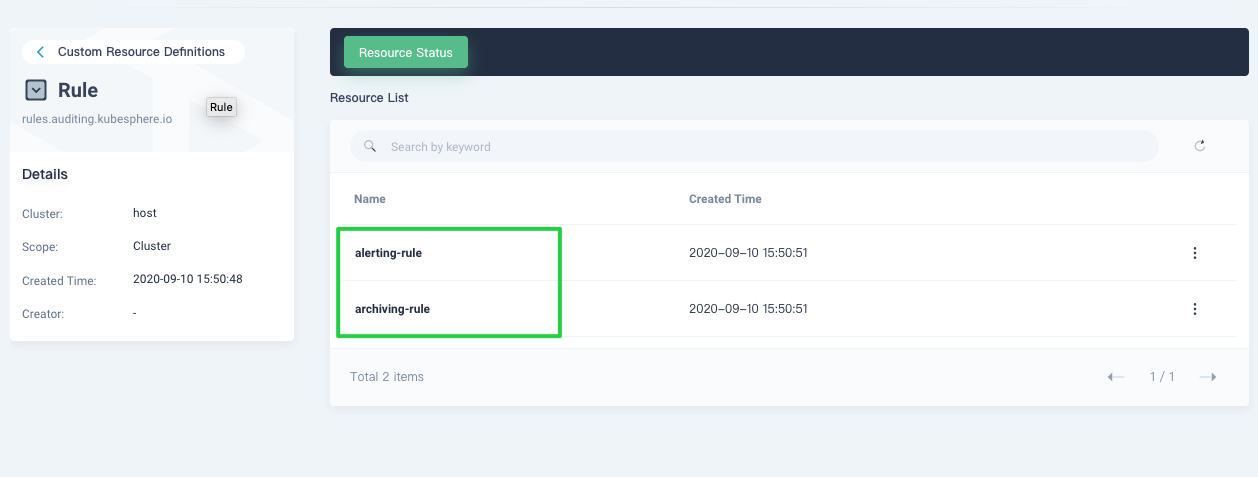 Custom Resource Definitions
Rule
Rule
rules.auditing.kubesphere.io
Details
Cluster: host
Scope: Cluster
Created Time: 2020-09-10 15:50:48
Creator: -
Resource Status
Resource List
Search by keyword
Name Created Time
alerting-rule 2020-09-10 15:50:51
archiving-rule 2020-09-10 15:50:51
Total 2 items 1 / 1